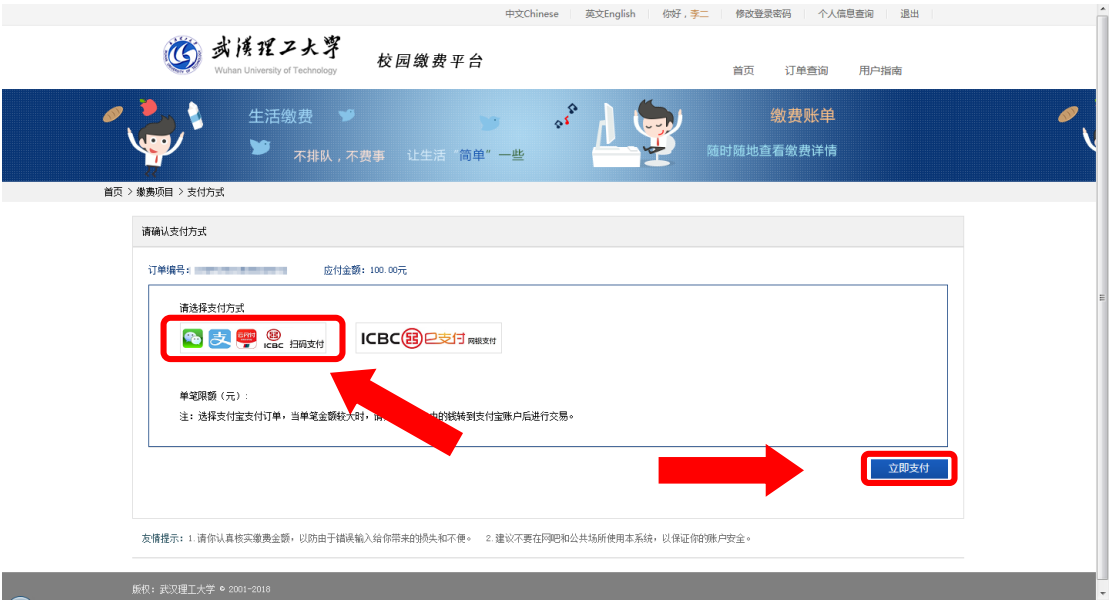 中文Chinese 英文English 你好，李二 修改登录密码 个人信息查询 退出
武汉理工大学
Wuhan University of Technology
校园缴费平台
首页 订单查询 用户指南
生活缴费
不排队，不费事 让生活“简单”一些
缴费账单
随时随地查看缴费详情
首页 > 缴费项目 > 支付方式
请确认支付方式
订单编号: 应付金额: 100.00元
请选择支付方式
支 ICBC 扫码支付 ICBC e支付 网银支付
单笔限额（元）:
注: 选择支付宝支付订单，当单笔金额较大时， 的钱转到支付宝账户后进行交易。
立即支付
友情提示: 1.请你认真核实缴费金额，以防由于错误输入给你带来的损失和不便。 2.建议不要在网吧和公共场所使用本系统，以保证你的账户安全。
版权: 武汉理工大学 © 2001-2018